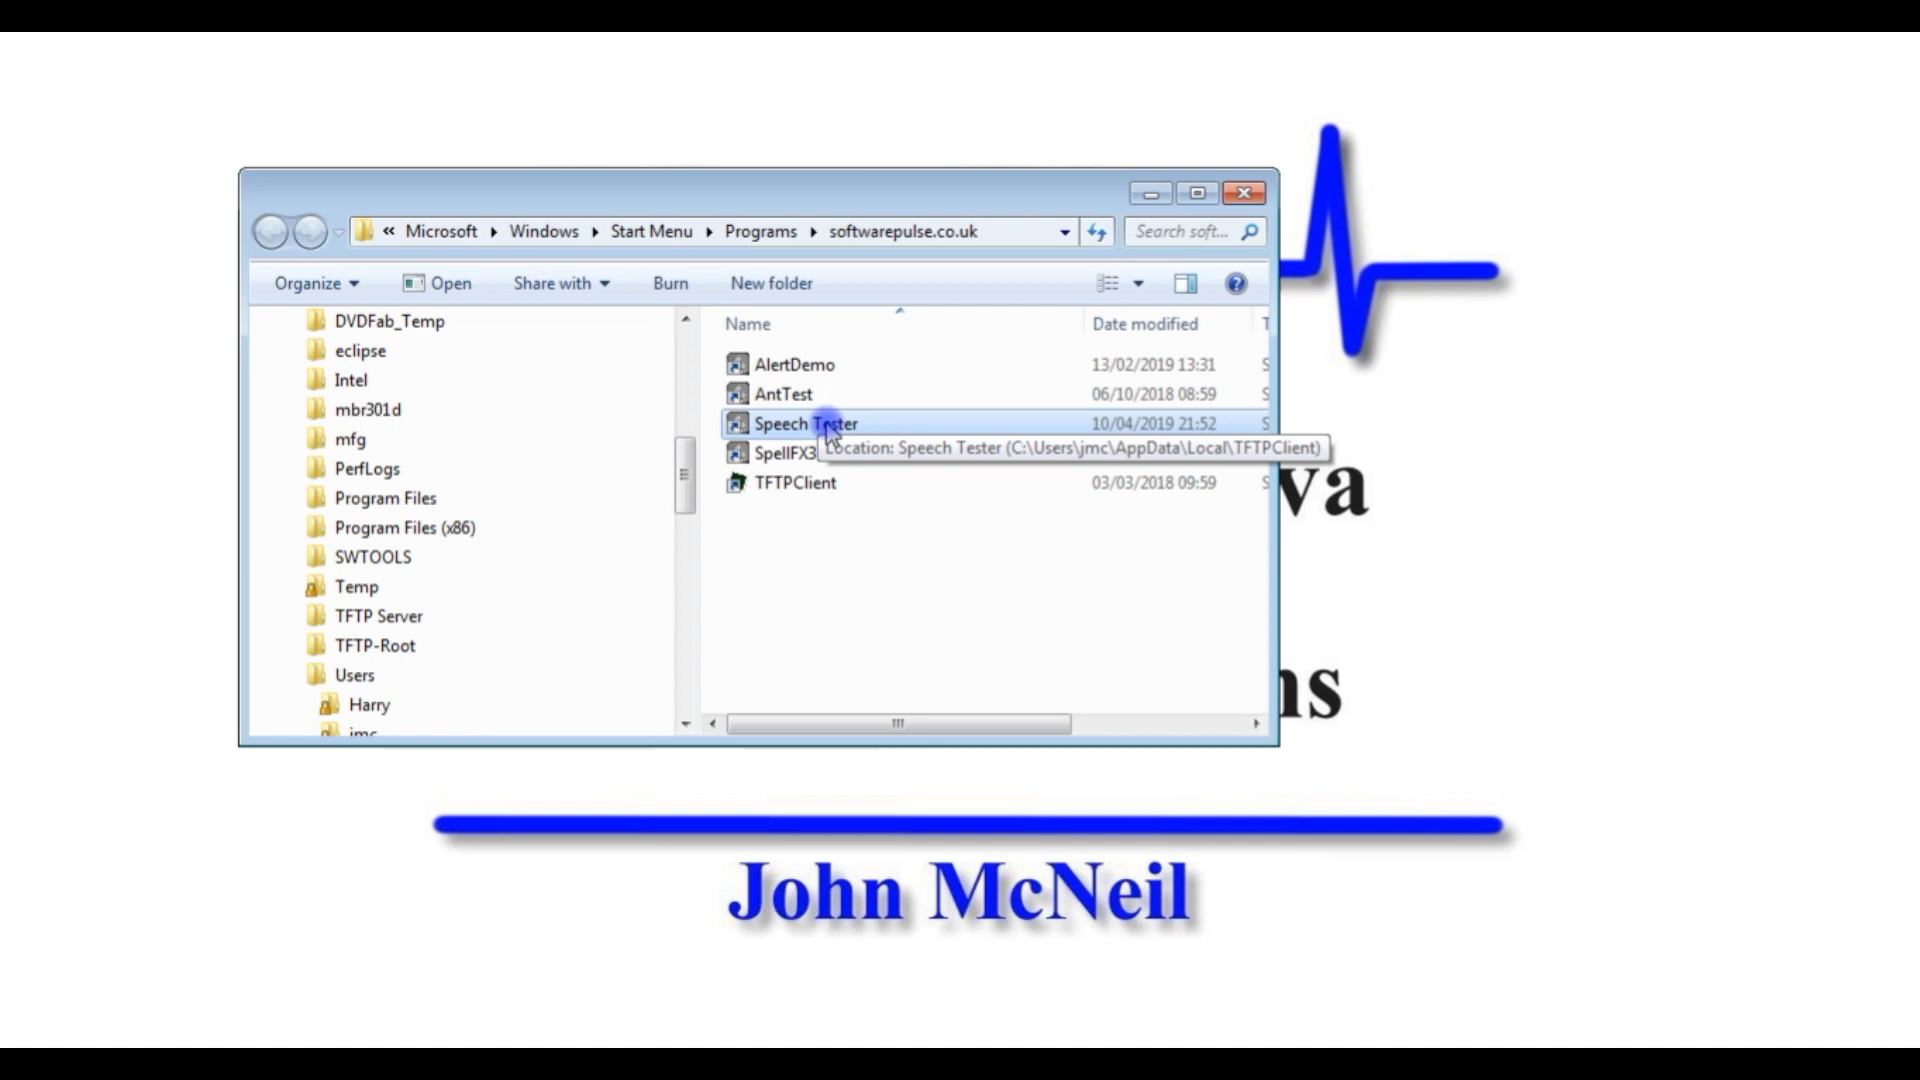 « Microsoft ▸ Windows ▸ Start Menu ▸ Programs ▸ softwarepulse.co.uk
Search soft...
Organize
Open
Share with
Burn
New folder
DVDFab_Temp
eclipse
Intel
mbr301d
mfg
PerfLogs
Program Files
Program Files (x86)
SWTOOLS
Temp
TFTP Server
TFTP-Root
Users
Harry
jmc
Name Date modified T
AlertDemo 13/02/2019 13:31 S
AntTest 06/10/2018 08:59 S
Speech Tester 10/04/2019 21:52 S
SpellFX3
Location: Speech Tester (C:\Users\jmc\AppData\Local\TFTPClient)
TFTPClient 03/03/2018 09:59 S
va
ns
John McNeil